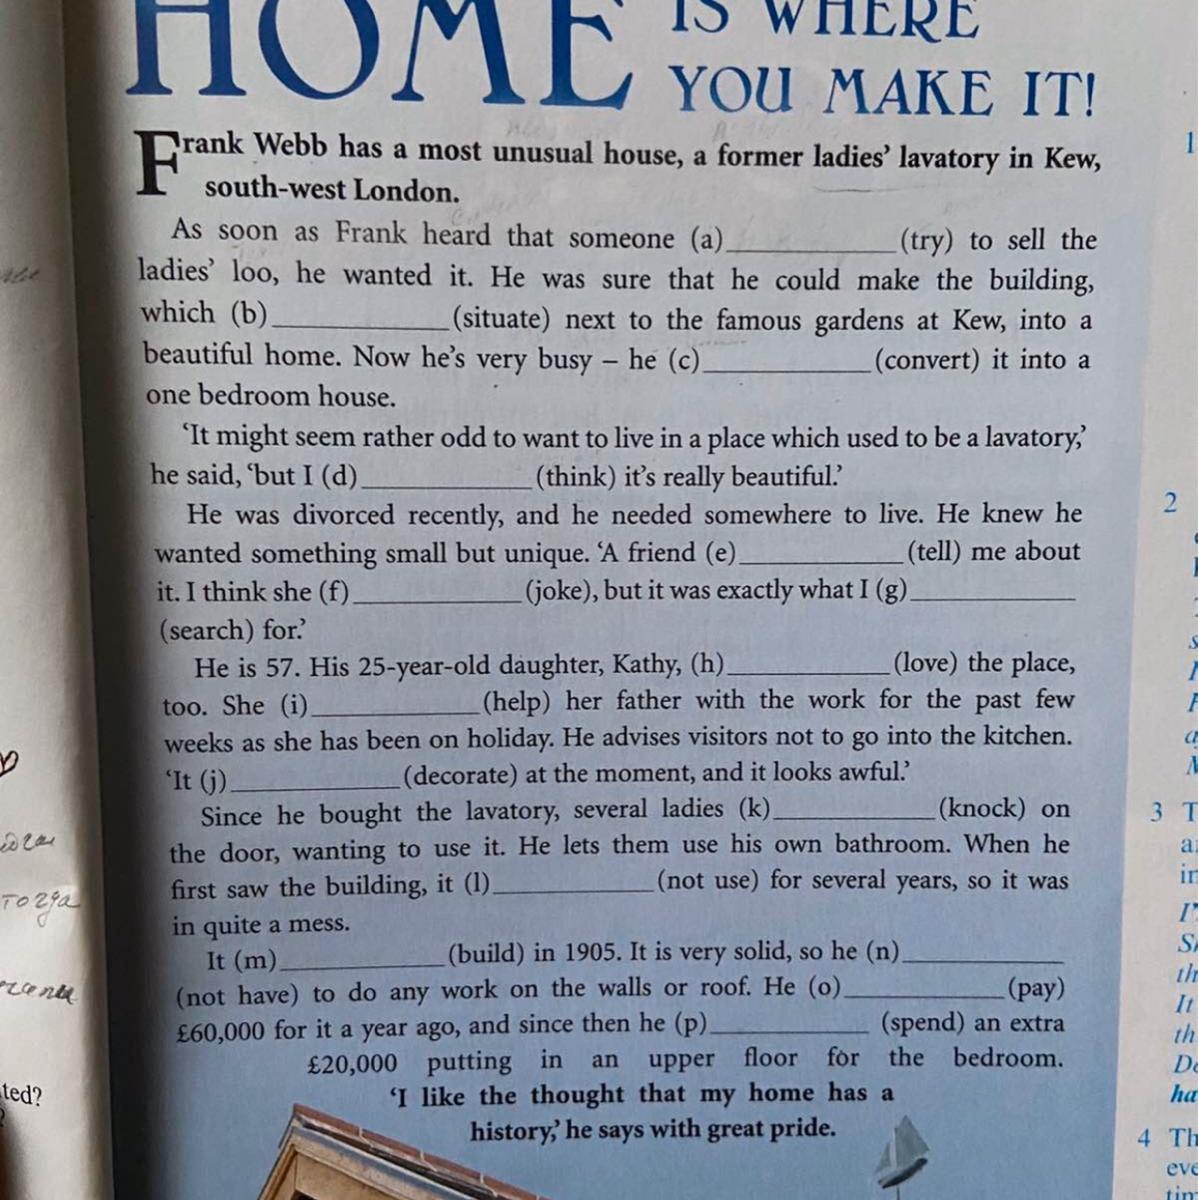 HOME IS WHERE
YOU MAKE IT!
Frank Webb has a most unusual house, a former ladies' lavatory in Kew,
south-west London.
As soon as Frank heard that someone (a)____________(try) to sell the
ladies' loo, he wanted it. He was sure that he could make the building,
which (b)____________(situate) next to the famous gardens at Kew, into a
beautiful home. Now he's very busy – he (c)____________(convert) it into a
one bedroom house.
'It might seem rather odd to want to live in a place which used to be a lavatory,'
he said, 'but I (d)____________(think) it's really beautiful.'
He was divorced recently, and he needed somewhere to live. He knew he
wanted something small but unique. 'A friend (e)____________(tell) me about
it. I think she (f)____________(joke), but it was exactly what I (g)____________
(search) for.'
He is 57. His 25-year-old daughter, Kathy, (h)____________(love) the place,
too. She (i)____________(help) her father with the work for the past few
weeks as she has been on holiday. He advises visitors not to go into the kitchen.
'It (j)____________(decorate) at the moment, and it looks awful.'
Since he bought the lavatory, several ladies (k)____________(knock) on
the door, wanting to use it. He lets them use his own bathroom. When he
first saw the building, it (l)____________(not use) for several years, so it was
in quite a mess.
It (m)____________(build) in 1905. It is very solid, so he (n)____________
(not have) to do any work on the walls or roof. He (o)____________(pay)
£60,000 for it a year ago, and since then he (p)____________ (spend) an extra
£20,000 putting in an upper floor for the bedroom.
'I like the thought that my home has a
history,' he says with great pride.
ted?
1
2
3 T
I'
It
th
ha
4 Th
eve